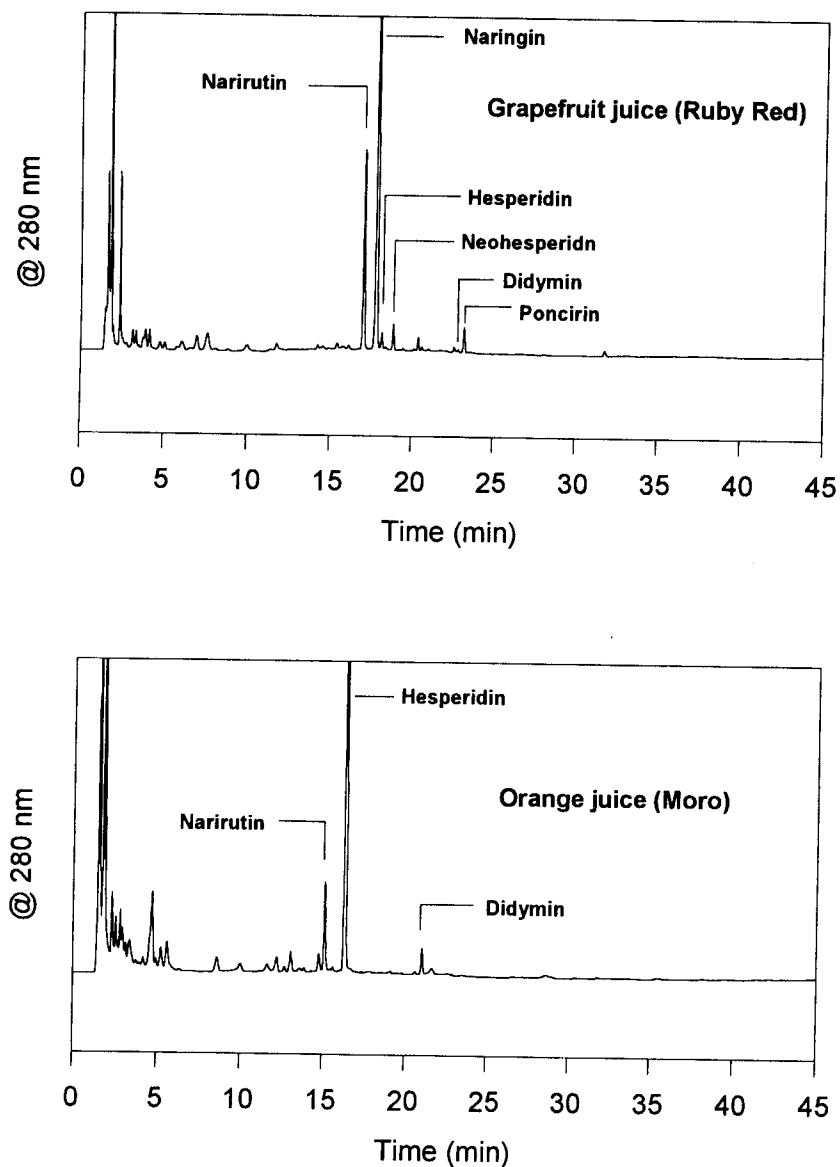 Naringin
Narirutin
Grapefruit juice (Ruby Red)
Hesperidin
Neohesperidn
Didymin
Poncirin
@ 280 nm
0 5 10 15 20 25 30 35 40 45
Time (min)
Hesperidin
Orange juice (Moro)
Narirutin
Didymin
@ 280 nm
0 5 10 15 20 25 30 35 40 45
Time (min)